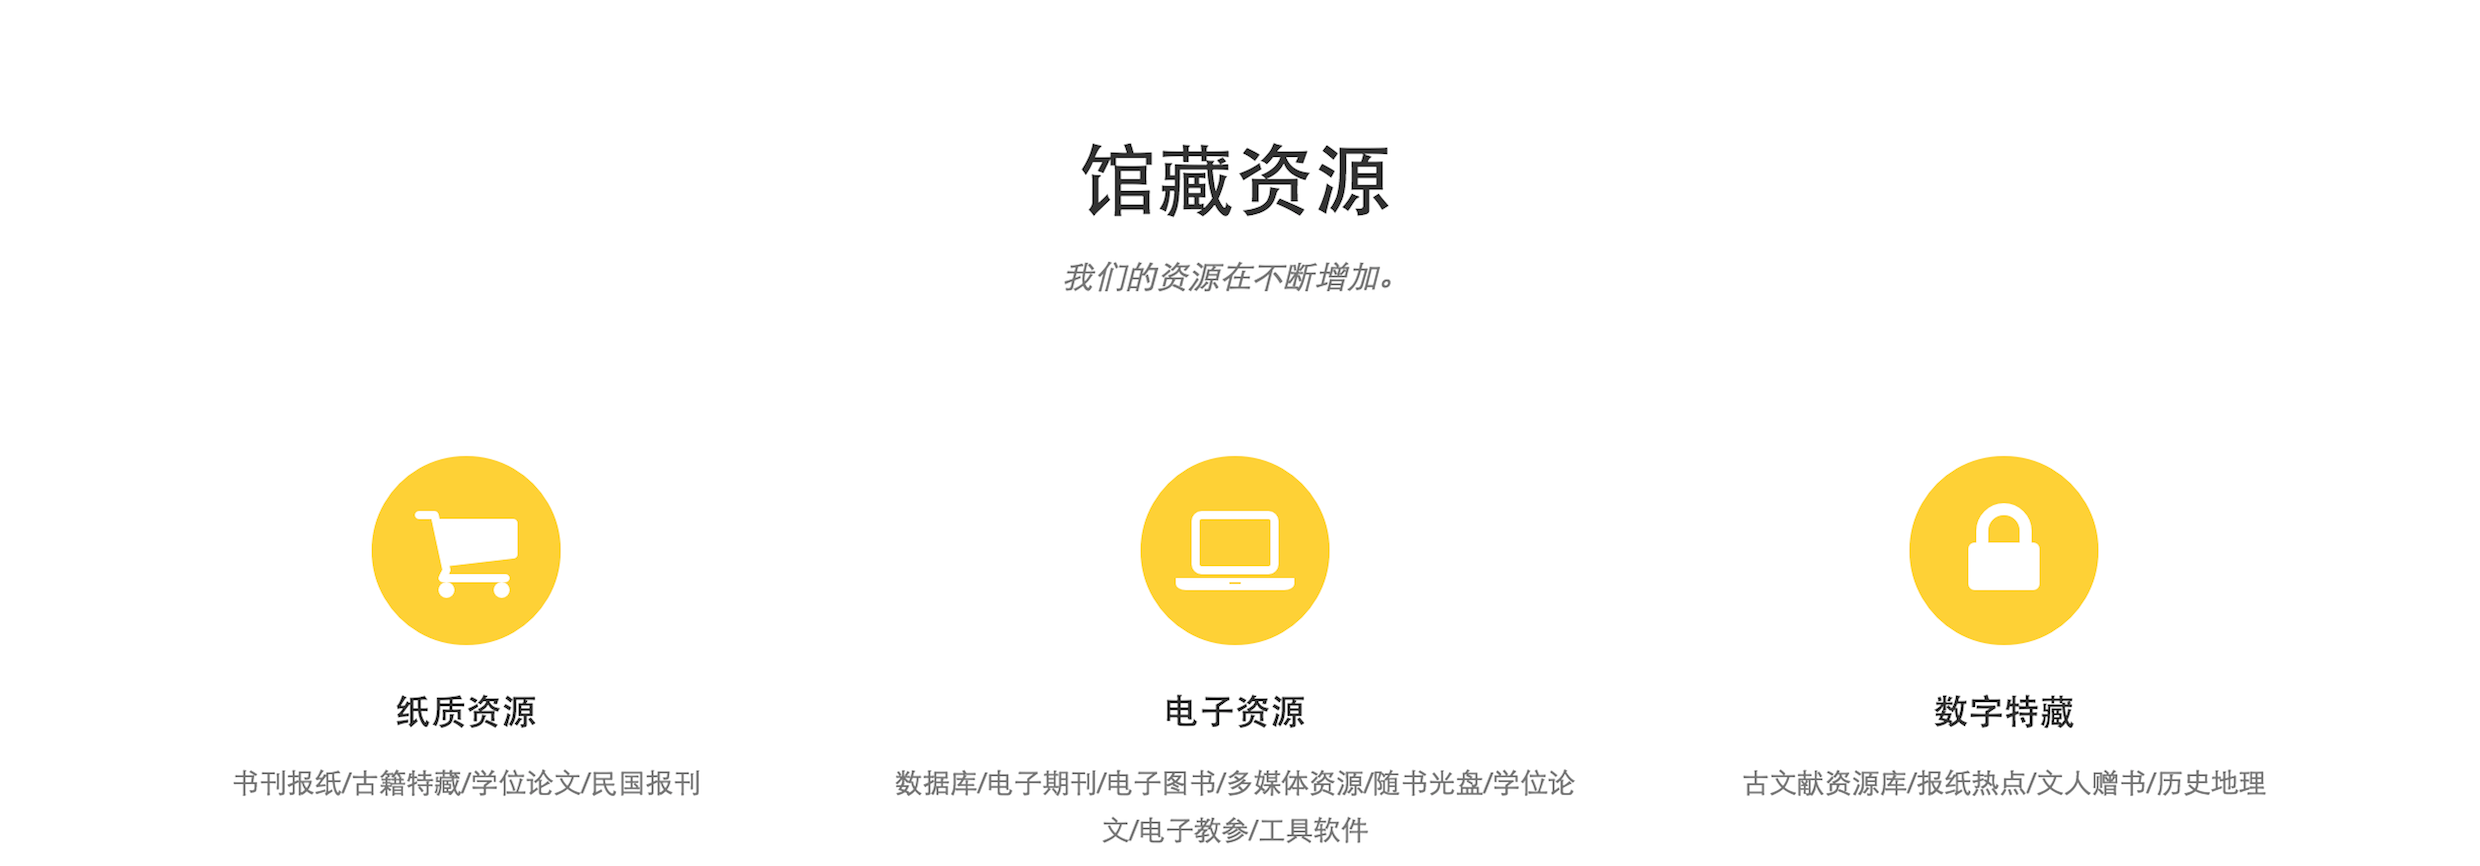 馆藏资源
我们的资源在不断增加。
纸质资源
书刊报纸/古籍特藏/学位论文/民国报刊
电子资源
数据库/电子期刊/电子图书/多媒体资源/随书光盘/学位论
文/电子教参/工具软件
数字特藏
古文献资源库/报纸热点/文人赠书/历史地理